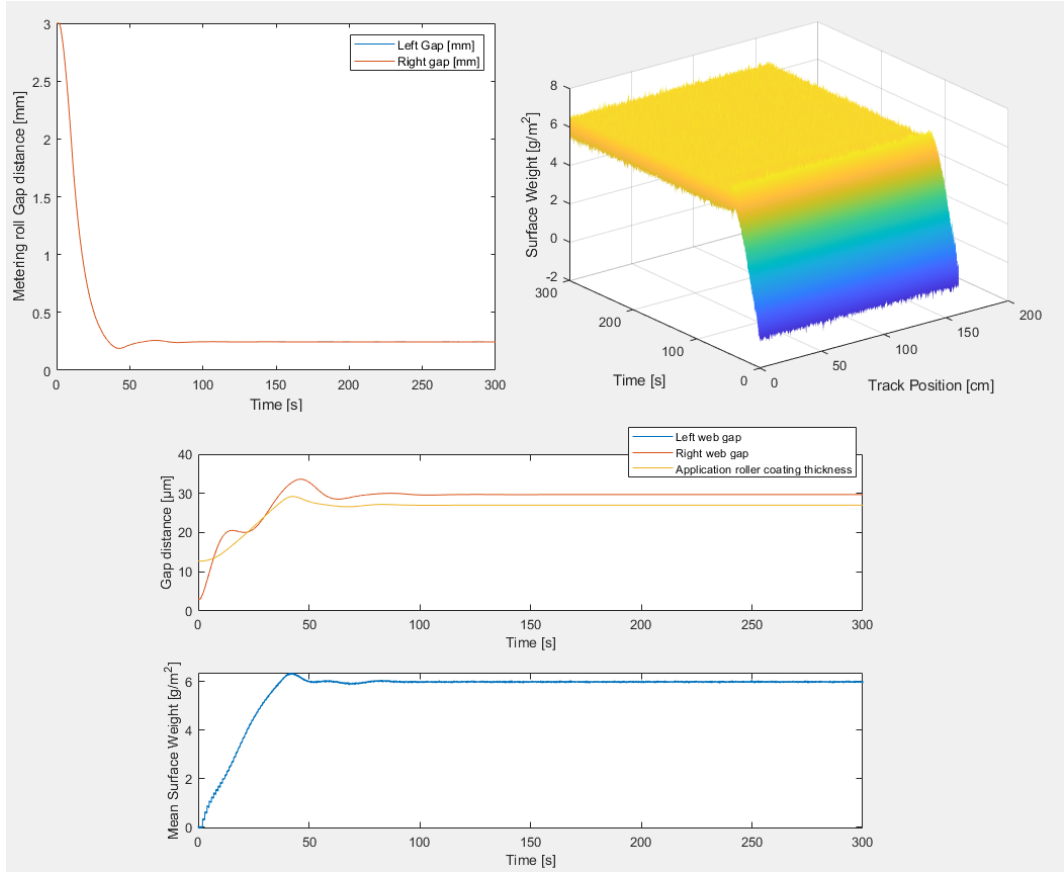 Metering roll Gap distance [mm]
3
2.5
2
1.5
1
0.5
0
Left Gap [mm]
Right gap [mm]
0 50 100 150 200 250 300
Time [s]
Surface Weight [g/m²]
8
6
4
2
0
-2
300
200
100
0
Time [s]
0
50
100
150
200
Track Position [cm]
Left web gap
Right web gap
Application roller coating thickness
Gap distance [µm]
40
30
20
10
0
0 50 100 150 200 250 300
Time [s]
Mean Surface Weight [g/m²]
6
4
2
0
0 50 100 150 200 250 300
Time [s]